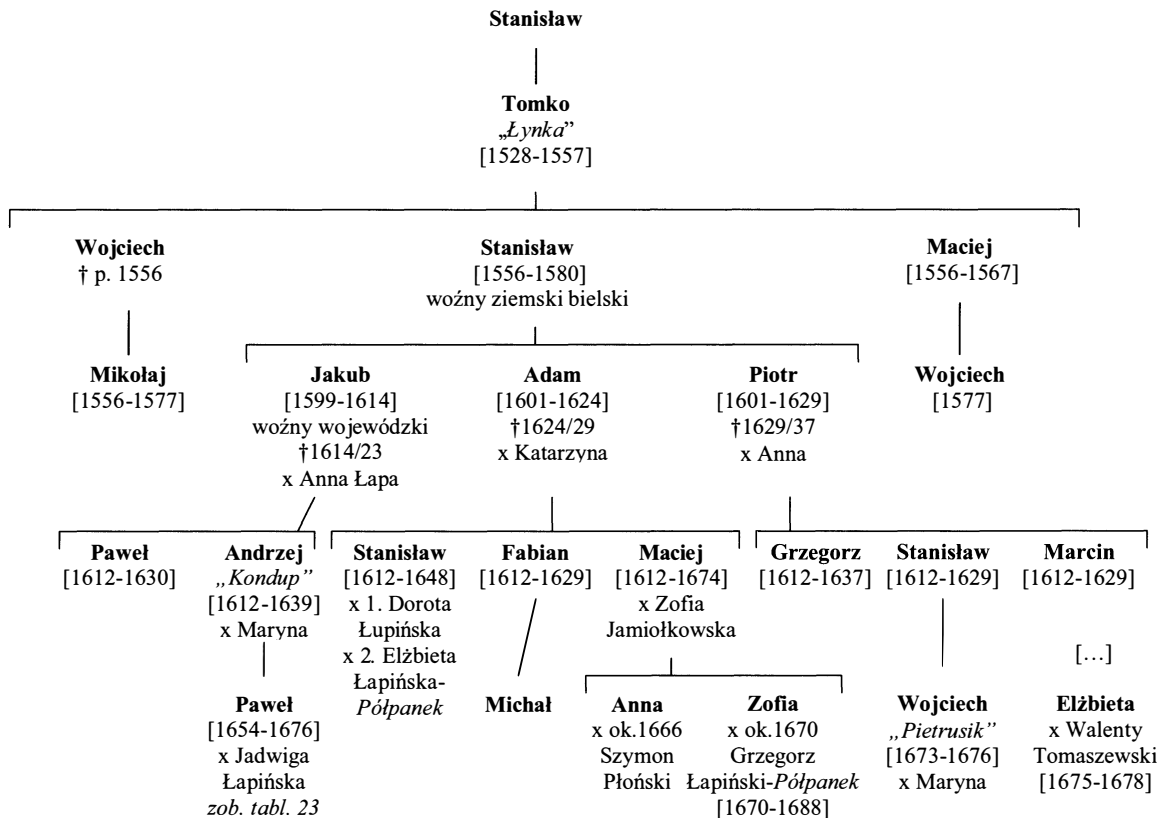 Stanisław
Tomko
„Łynka”
[1528-1557]
Wojciech
† p. 1556
Stanisław
[1556-1580]
woźny ziemski bielski
Maciej
[1556-1567]
Mikołaj
[1556-1577]
Jakub
[1599-1614]
woźny wojewódzki
†1614/23
x Anna Łapa
Adam
[1601-1624]
†1624/29
x Katarzyna
Piotr
[1601-1629]
†1629/37
x Anna
Wojciech
[1577]
Paweł
[1612-1630]
Andrzej
„Kondup”
[1612-1639]
x Maryna
Stanisław
[1612-1648]
x 1. Dorota
Łupińska
x 2. Elżbieta
Łapińska-
Półpanek
Fabian
[1612-1629]
Maciej
[1612-1674]
x Zofia
Jamiołkowska
Grzegorz
[1612-1637]
Stanisław
[1612-1629]
Marcin
[1612-1629]
[…]
Paweł
[1654-1676]
x Jadwiga
Łapińska
zob. tabl. 23
Michał
Anna
x ok.1666
Szymon
Płoński
Zofia
x ok.1670
Grzegorz
Łapiński-Półpanek
[1670-1688]
Wojciech
„Pietrusik”
[1673-1676]
x Maryna
Elżbieta
x Walenty
Tomaszewski
[1675-1678]